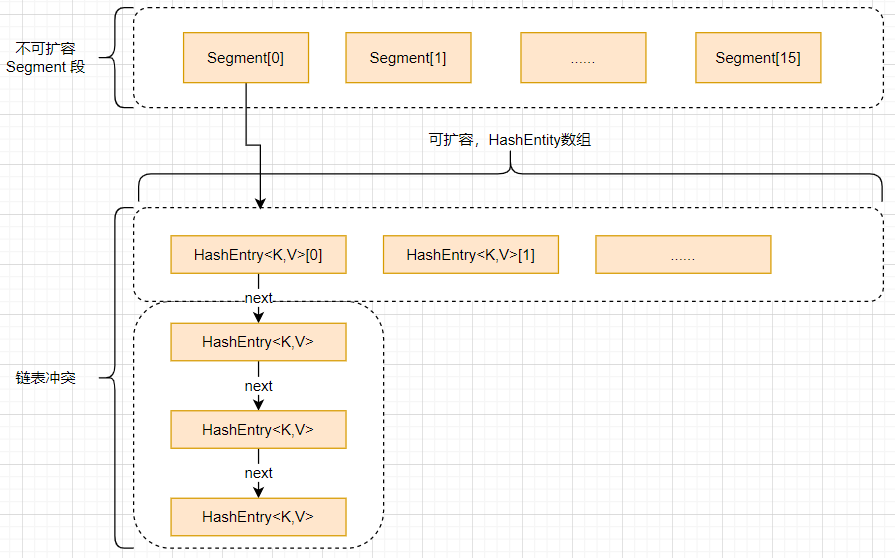 不可扩容
Segment 段
Segment[0]
Segment[1]
......
Segment[15]
可扩容，HashEntity数组
HashEntry<K,V>[0]
HashEntry<K,V>[1]
......
next
HashEntry<K,V>
链表冲突
next
HashEntry<K,V>
next
HashEntry<K,V>